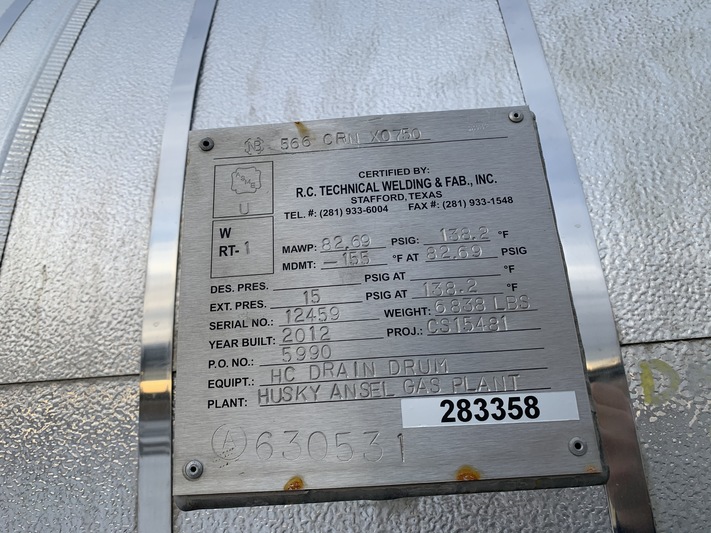 NB 566 CRN X0750
CERTIFIED BY:
R.C. TECHNICAL WELDING & FAB., INC.
STAFFORD, TEXAS
TEL. #: (281) 933-6004 FAX #: (281) 933-1548
ASME
U
W
RT-1
MAWP: 82.69 PSIG: 138.2 °F
MDMT: -155 °F AT 82.69 PSIG
DES. PRES. PSIG AT °F
EXT. PRES. 15 PSIG AT 138.2 °F
SERIAL NO.: 12459 WEIGHT: 6838 LBS
YEAR BUILT: 2012 PROJ.: CS15481
P.O. NO.: 5990
EQUIPT.: HC DRAIN DRUM
PLANT: HUSKY ANSEL GAS PLANT
283358
A 630531